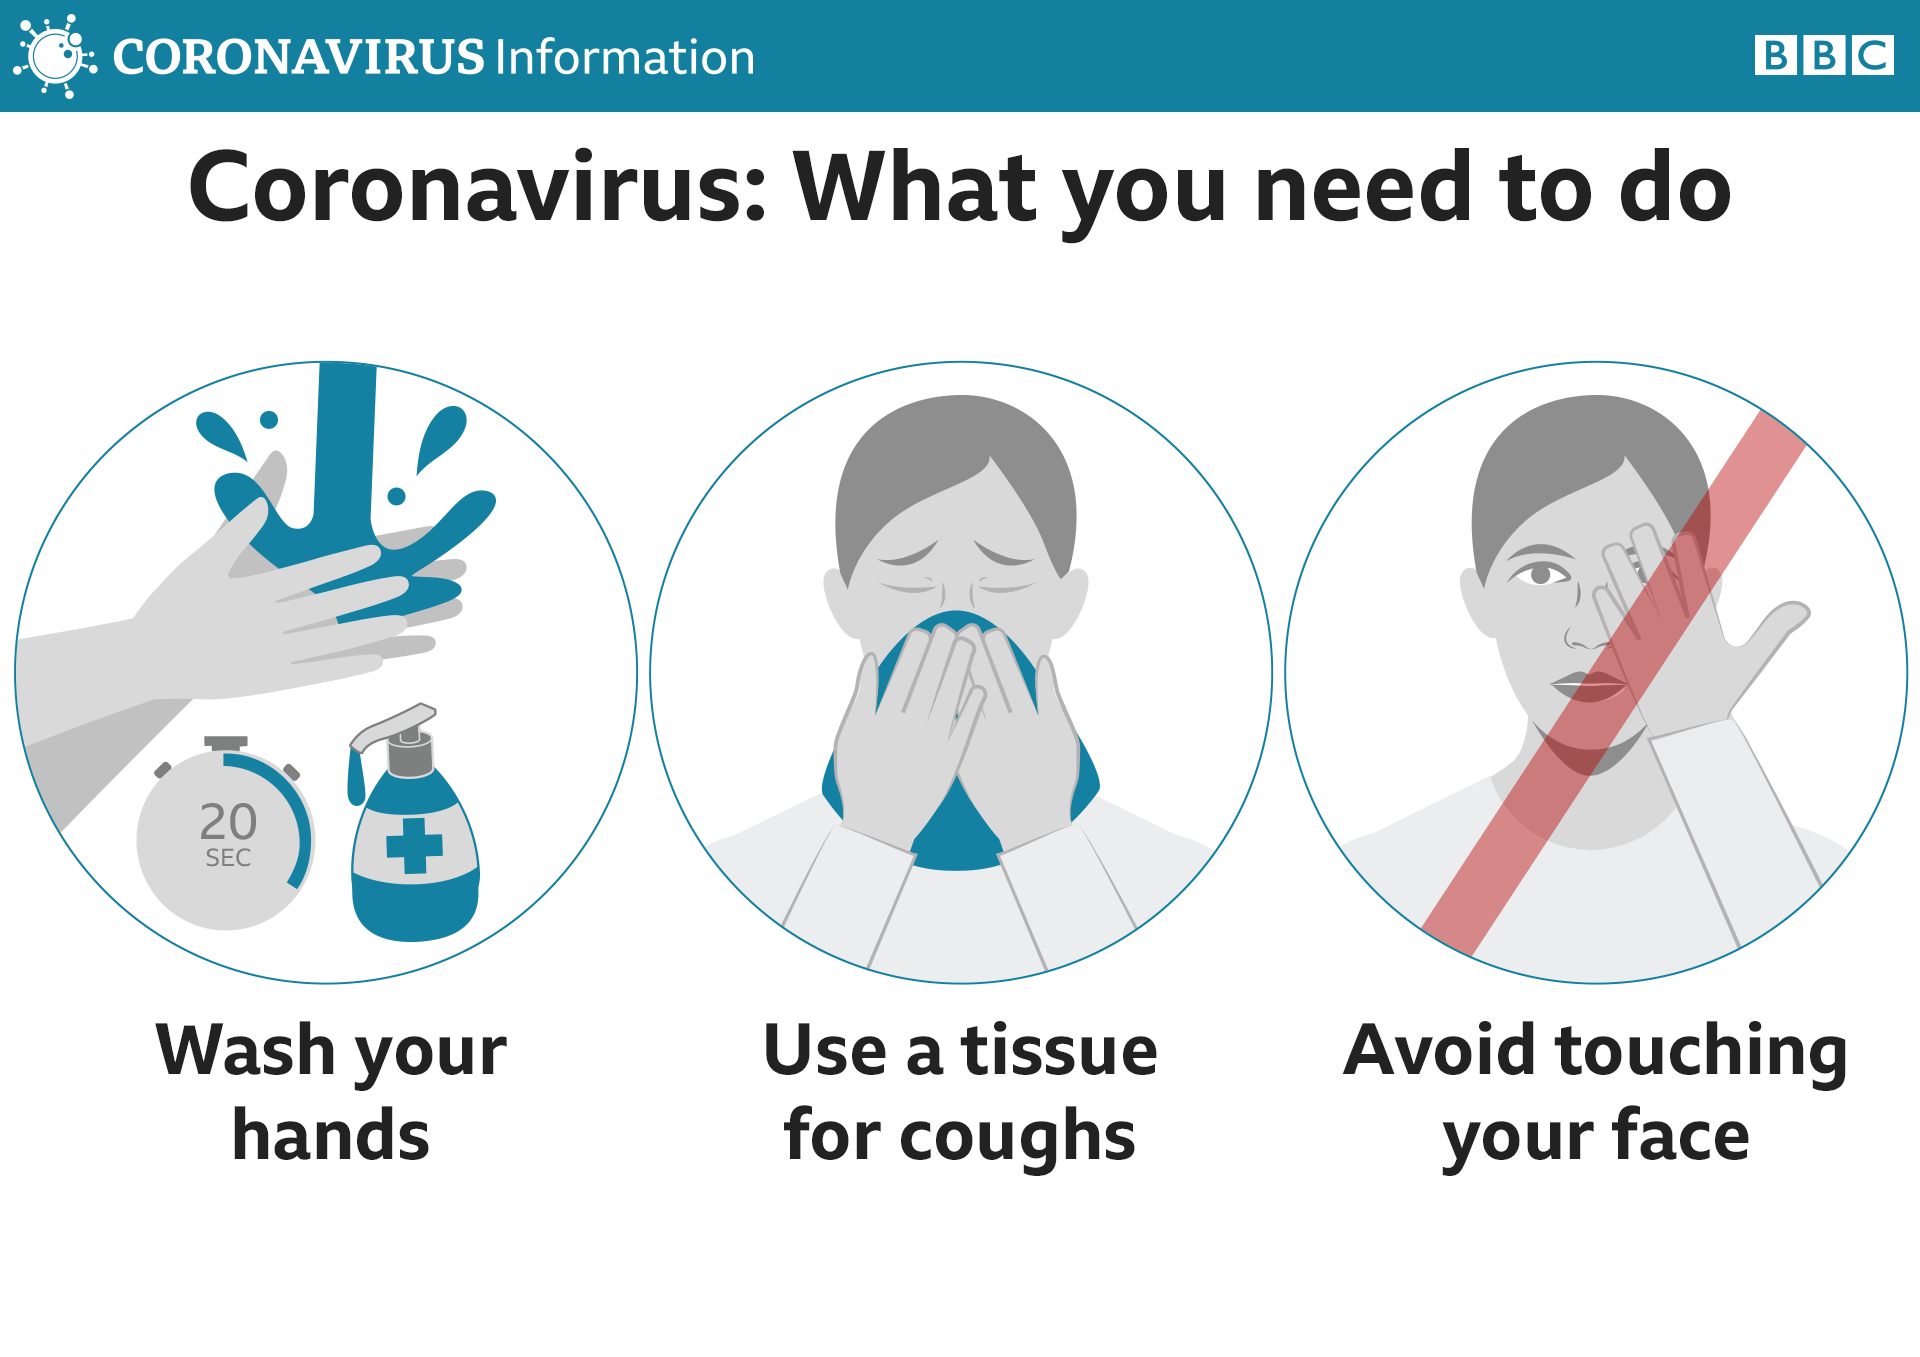 CORONAVIRUS Information
BBC
Coronavirus: What you need to do
20
SEC
Wash your
hands
Use a tissue
for coughs
Avoid touching
your face